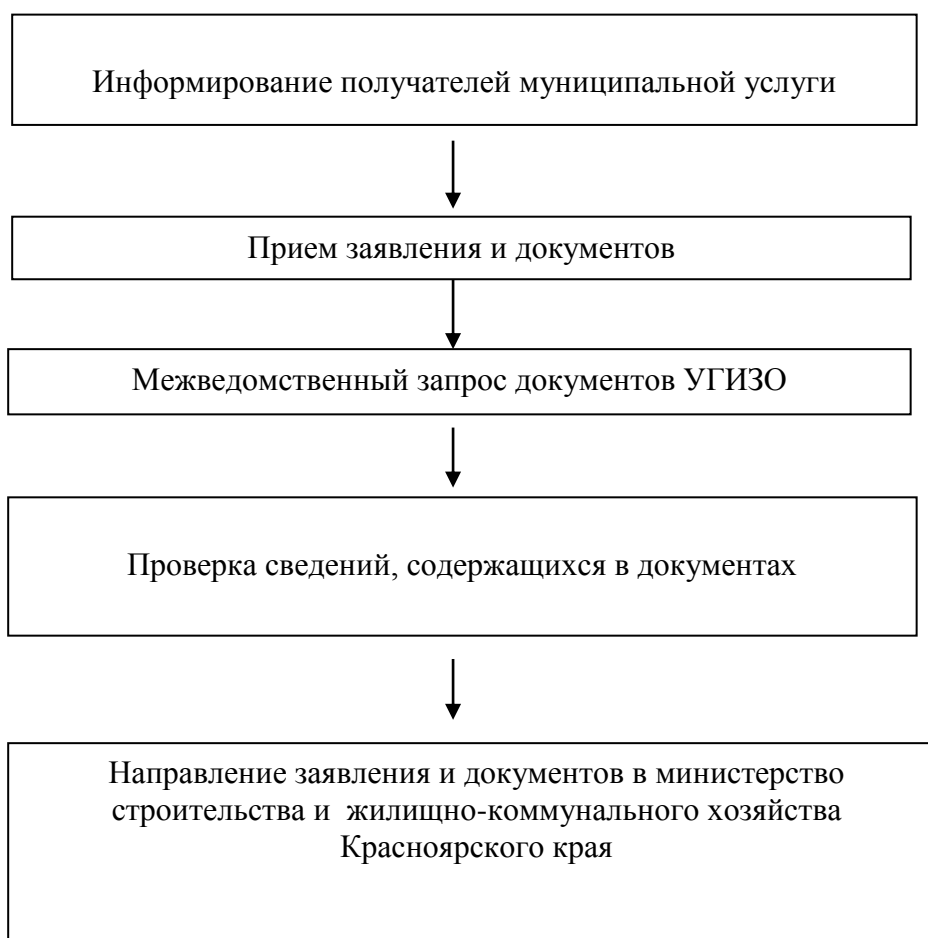 Информирование получателей муниципальной услуги
Прием заявления и документов
Межведомственный запрос документов УГИЗО
Проверка сведений, содержащихся в документах
Направление заявления и документов в министерство
строительства и жилищно-коммунального хозяйства
Красноярского края